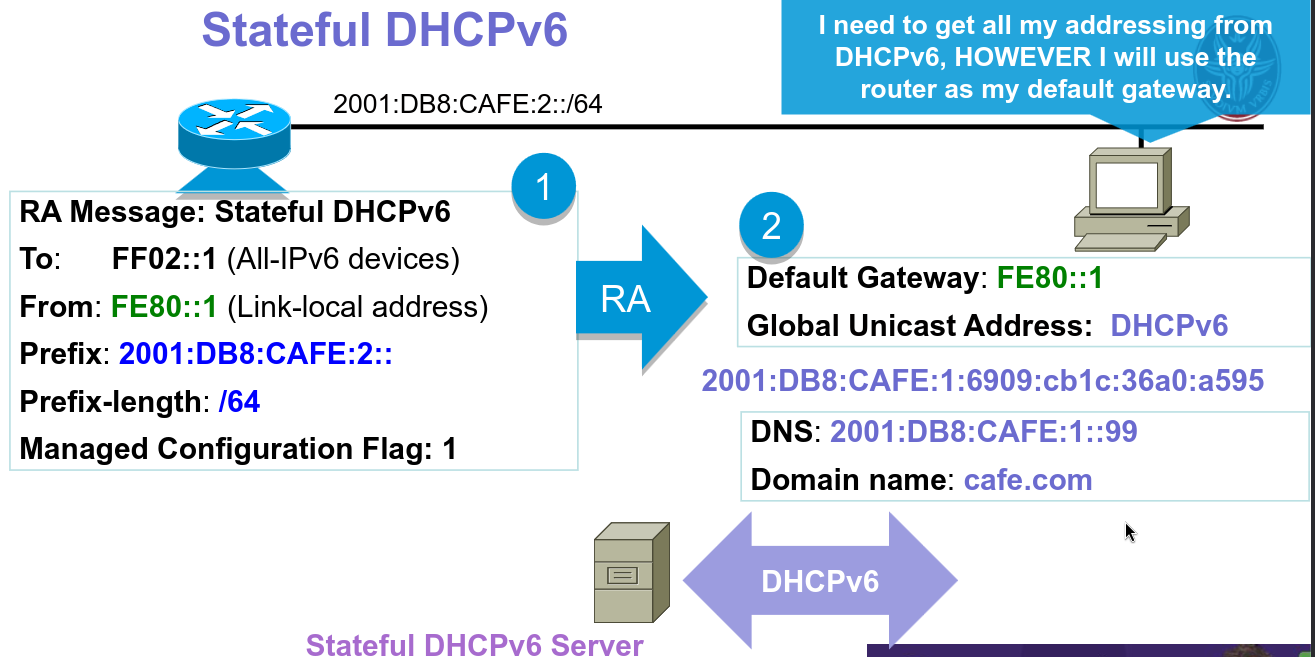 Stateful DHCPv6
I need to get all my addressing from
DHCPv6, HOWEVER I will use the
router as my default gateway.
2001:DB8:CAFE:2::/64
1
RA Message: Stateful DHCPv6
To: FF02::1 (All-IPv6 devices)
From: FE80::1 (Link-local address)
Prefix: 2001:DB8:CAFE:2::
Prefix-length: /64
Managed Configuration Flag: 1
RA
2
Default Gateway: FE80::1
Global Unicast Address: DHCPv6
2001:DB8:CAFE:1:6909:cb1c:36a0:a595
DNS: 2001:DB8:CAFE:1::99
Domain name: cafe.com
DHCPv6
Stateful DHCPv6 Server